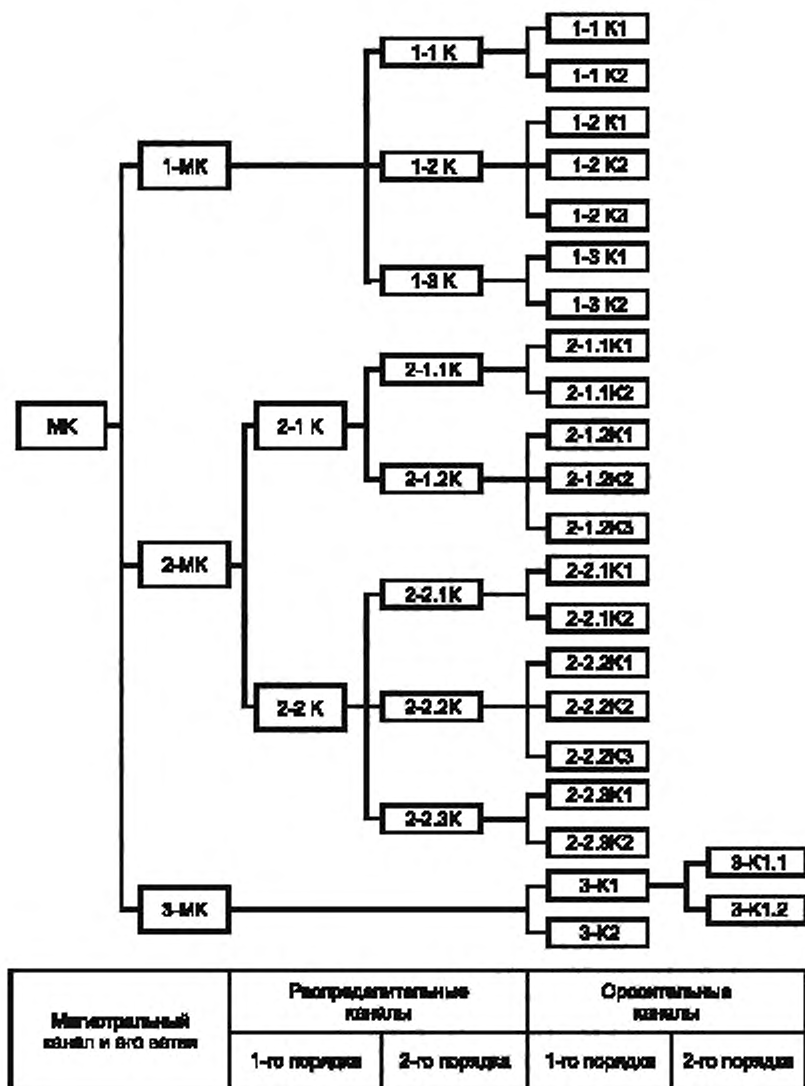 1-1 К1
1-1 К
1-1 К2
1-2 К1
1-МК
1-2 К
1-2 К2
1-2 К3
1-3 К1
1-3 К
1-3 К2
2-1.1К1
2-1.1К
2-1.1К2
МК
2-1 К
2-1.2К1
2-1.2К
2-1.2К2
2-1.2К3
2-МК
2-2.1К1
2-2.1К
2-2.1К2
2-2.2К1
2-2 К
2-2.2К
2-2.2К2
2-2.2К3
2-2.3К1
2-2.3К
2-2.3К2
3-К1.1
3-К1
3-МК
3-К1.2
3-К2
Магистральный
канал и его ветви
Распределительные
каналы
Оросительные
каналы
1-го порядка
2-го порядка
1-го порядка
2-го порядка